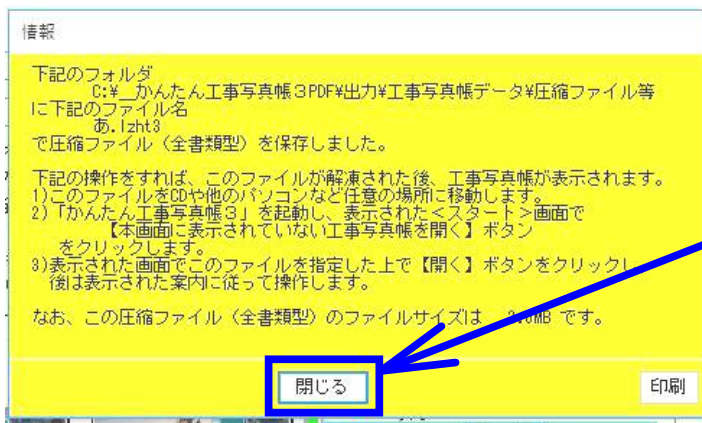 情報
下記のフォルダ
C:¥__かんたん工事写真帳3PDF¥出力¥工事写真帳データ¥圧縮ファイル等
に下記のファイル名
あ.lzht3
で圧縮ファイル(全書類型)を保存しました。
下記の操作をすれば、このファイルが解凍された後、工事写真帳が表示されます。
1)このファイルをCDや他のパソコンなど任意の場所に移動します。
2)「かんたん工事写真帳3」を起動し、表示された<スタート>画面で
【本画面に表示されていない工事写真帳を開く】ボタン
をクリックします。
3)表示された画面でこのファイルを指定した上で【開く】ボタンをクリックし
後は表示された案内に従って操作します。
なお、この圧縮ファイル(全書類型)のファイルサイズは MB です。
閉じる
印刷